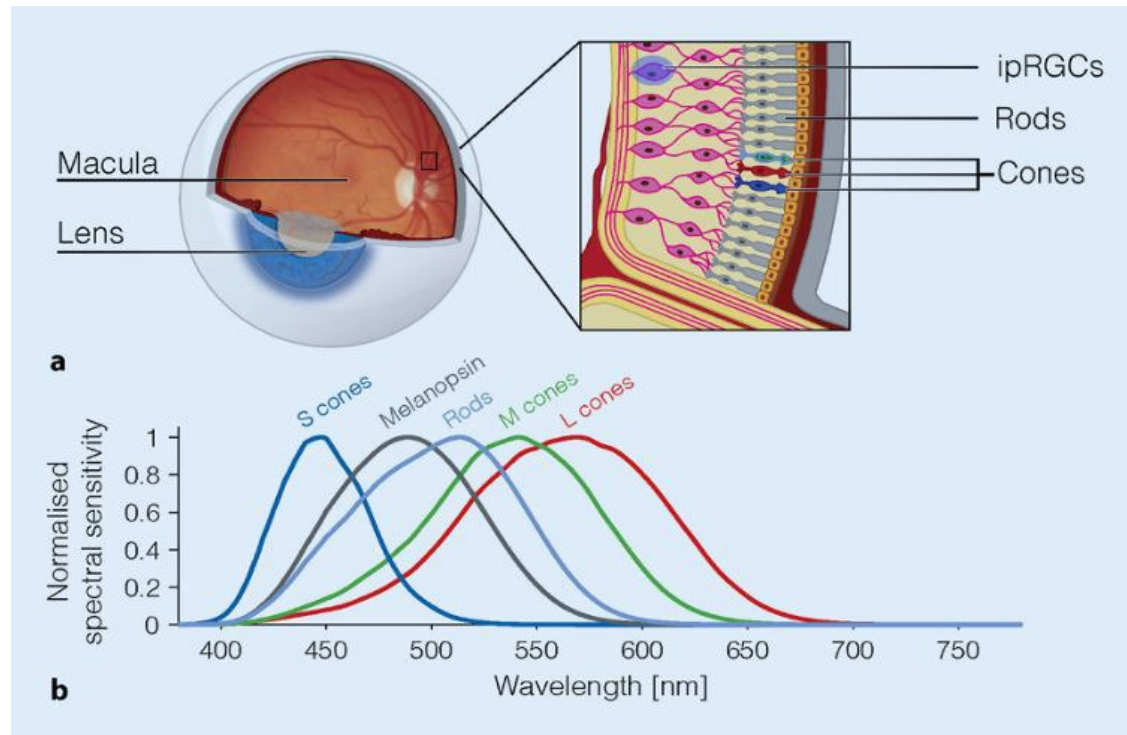 ipRGCs
Rods
Cones
Macula
Lens
a
S cones
Melanopsin
Rods
M cones
L cones
Normalised
spectral sensitivity
1
0.8
0.6
0.4
0.2
0
400 450 500 550 600 650 700 750
Wavelength [nm]
b